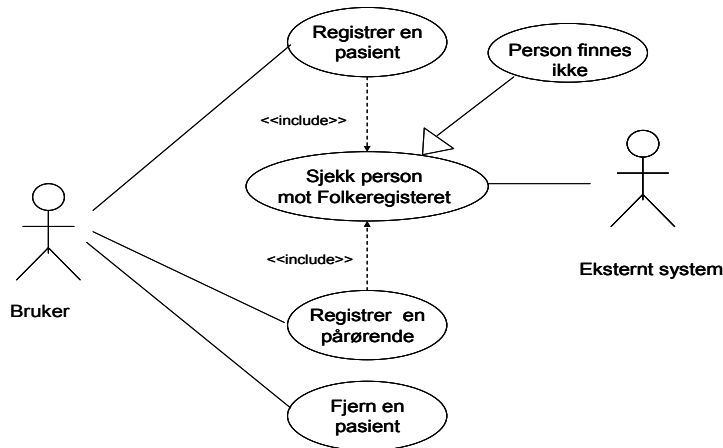 Registrer en
pasient
Person finnes
ikke
<<include>>
Sjekk person
mot Folkeregisteret
<<include>>
Eksternt system
Bruker
Registrer en
pårørende
Fjern en
pasient